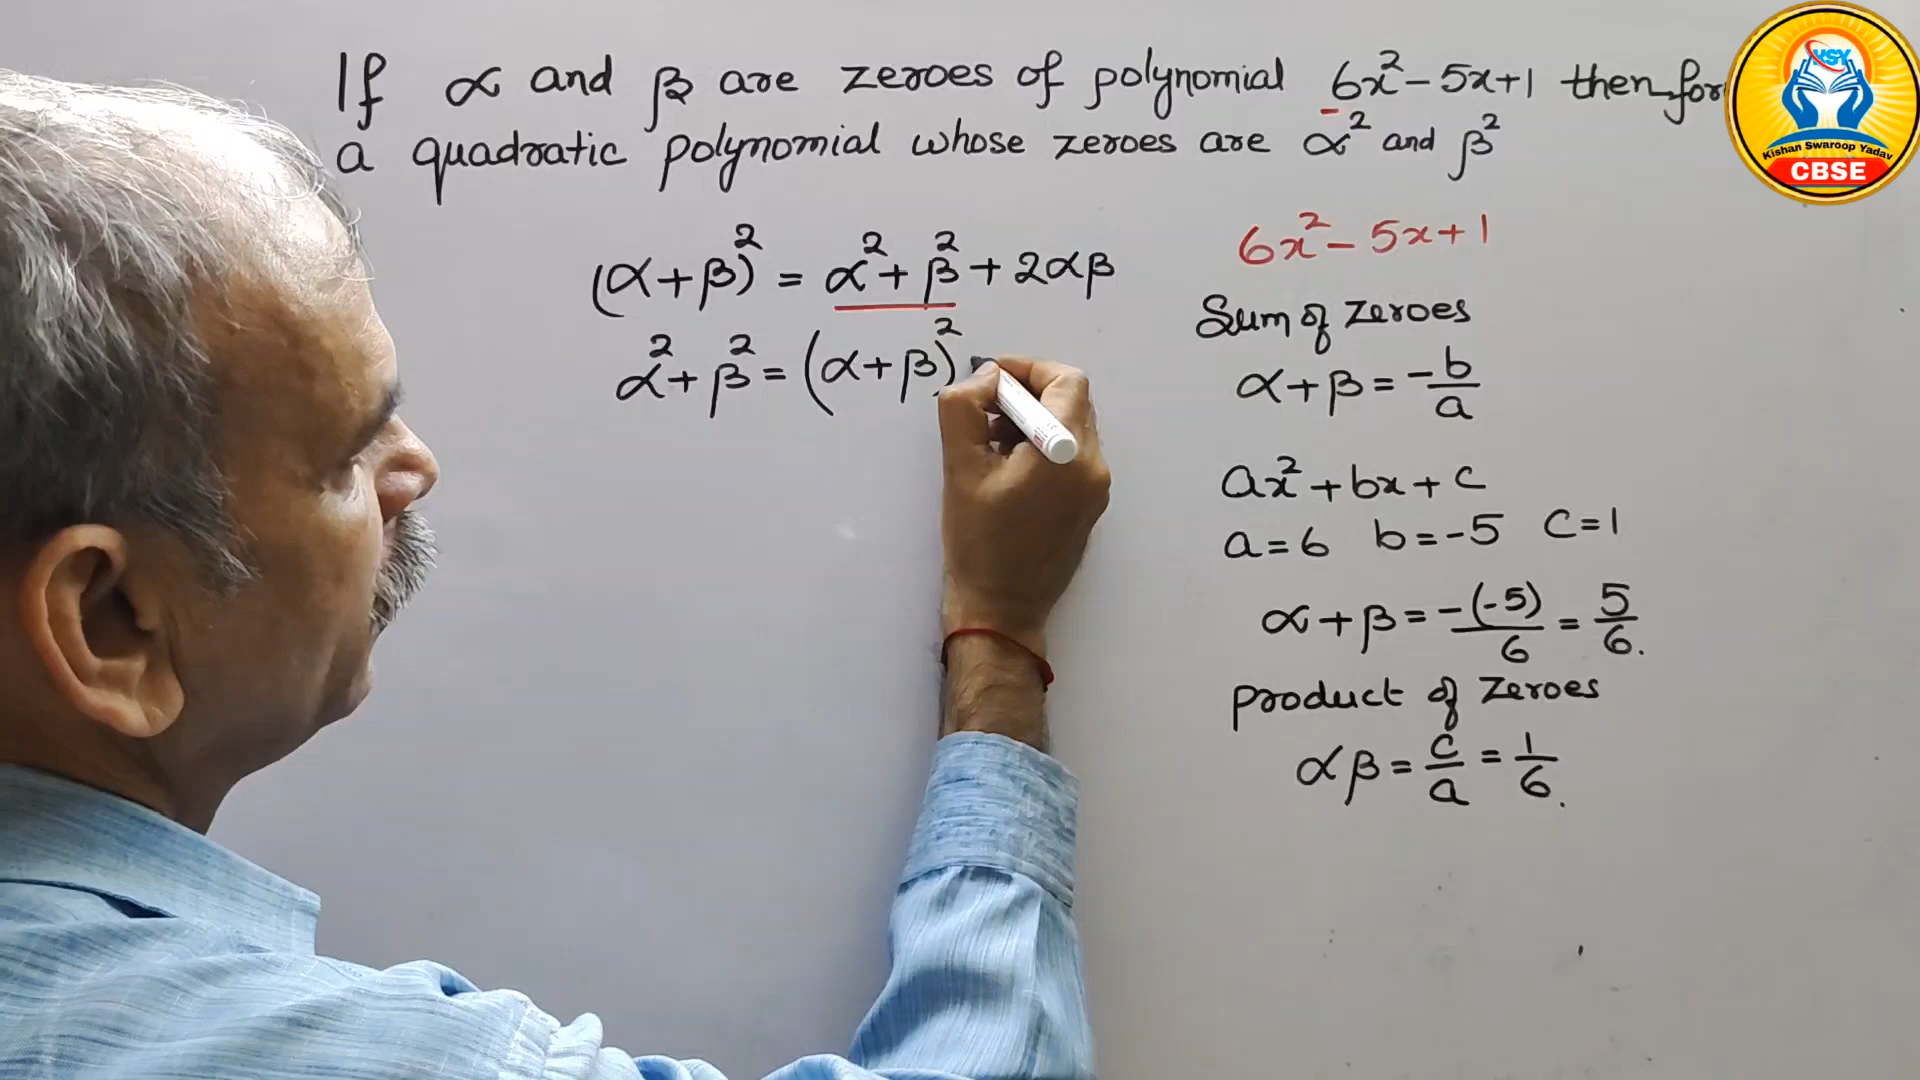 If α and β are zeroes of polynomial 6x² - 5x + 1 then for
a quadratic polynomial whose zeroes are α² and β²
(α+β)² = α² + β² + 2αβ
α² + β² = (α+β)²
6x² - 5x + 1
Sum of zeroes
α + β = -b/a
ax² + bx + c
a = 6 b = -5 c = 1
α + β = -(-5)/6 = 5/6.
product of zeroes
αβ = c/a = 1/6.
KSY
Kishan Swaroop Yadav
CBSE